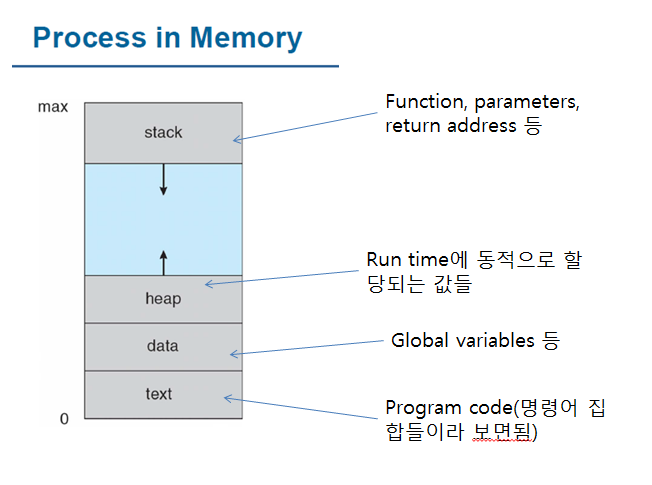 Process in Memory
max
stack
Function, parameters,
return address 등
heap
Run time에 동적으로 할
당되는 값들
data
Global variables 등
text
Program code(명령어 집
합들이라 보면됨)
0